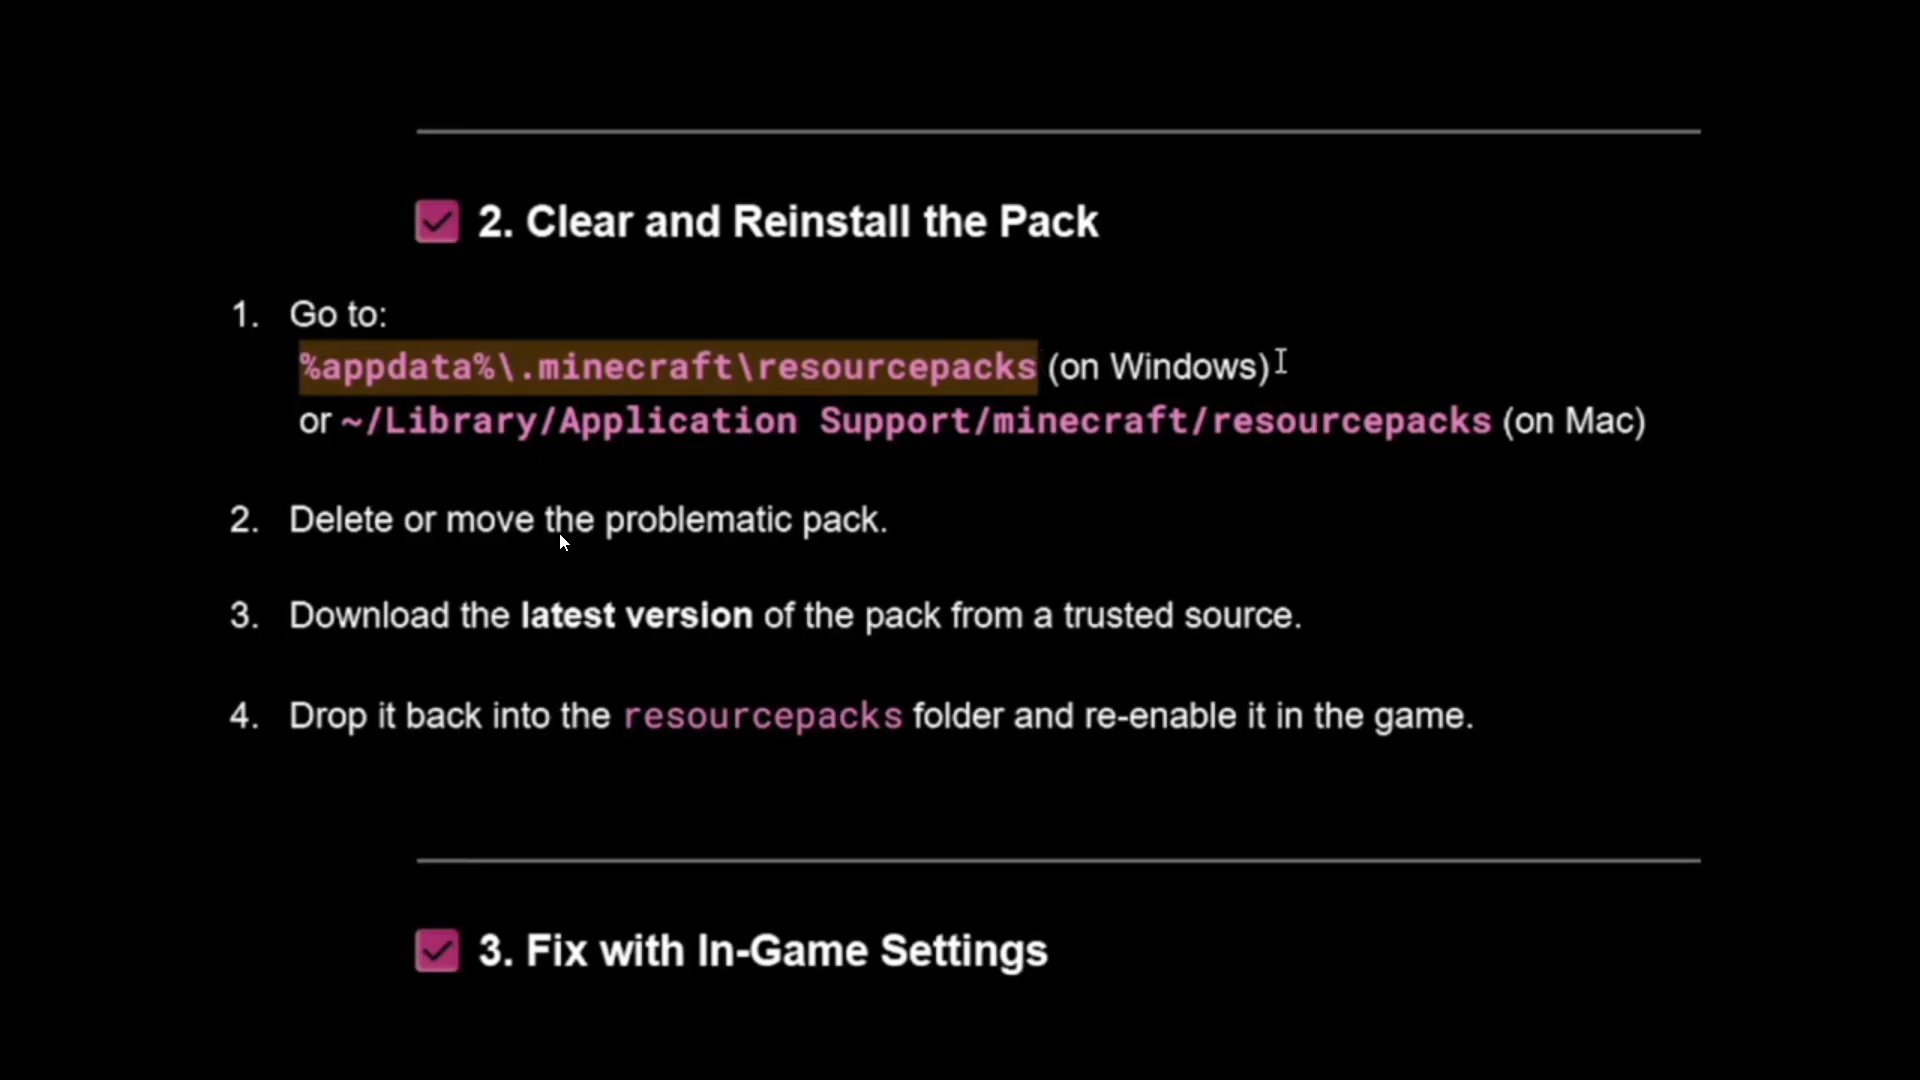 2. Clear and Reinstall the Pack
1. Go to:
%appdata%\.minecraft\resourcepacks (on Windows)
or ~/Library/Application Support/minecraft/resourcepacks (on Mac)
2. Delete or move the problematic pack.
3. Download the latest version of the pack from a trusted source.
4. Drop it back into the resourcepacks folder and re-enable it in the game.
3. Fix with In-Game Settings